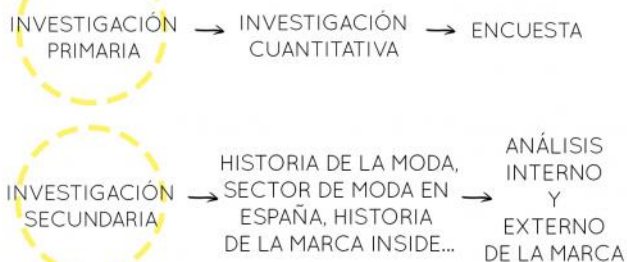 INVESTIGACIÓN
PRIMARIA
INVESTIGACIÓN
CUANTITATIVA
ENCUESTA
INVESTIGACIÓN
SECUNDARIA
HISTORIA DE LA MODA,
SECTOR DE MODA EN
ESPAÑA, HISTORIA
DE LA MARCA INSIDE...
ANÁLISIS
INTERNO
Y
EXTERNO
DE LA MARCA